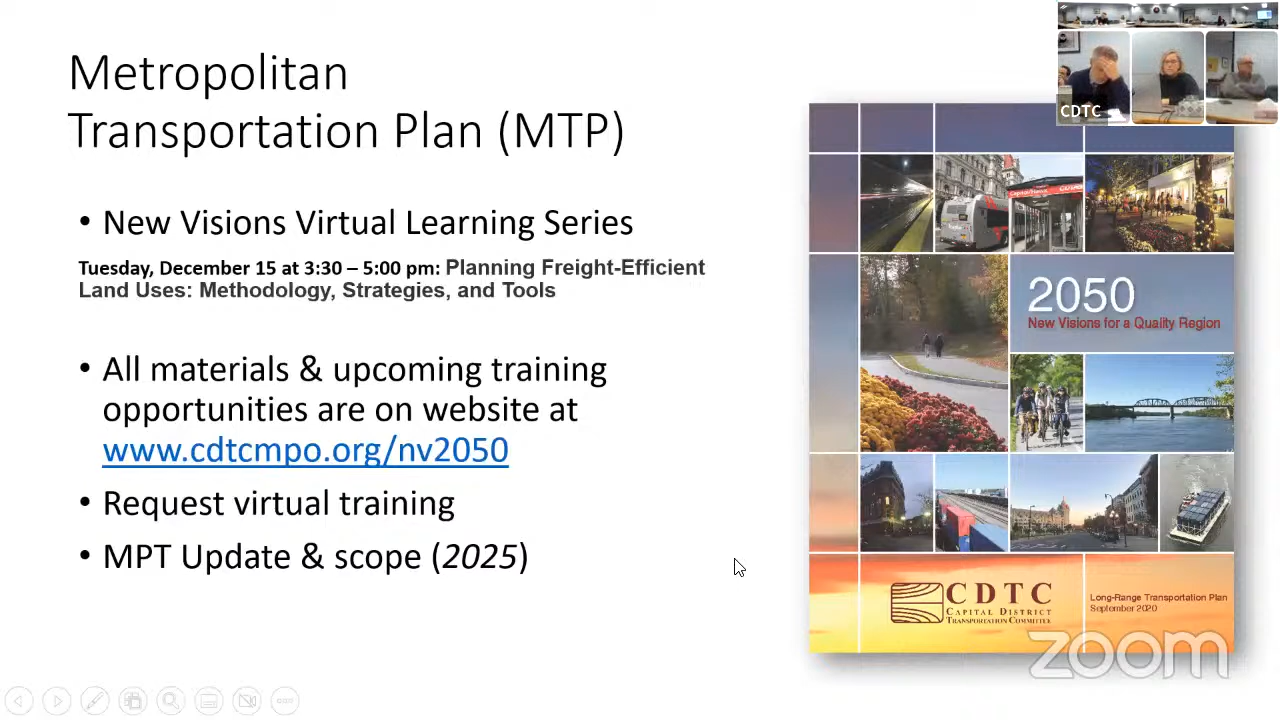 Metropolitan
Transportation Plan (MTP)
• New Visions Virtual Learning Series
Tuesday, December 15 at 3:30 – 5:00 pm: Planning Freight-Efficient
Land Uses: Methodology, Strategies, and Tools
• All materials & upcoming training
opportunities are on website at
www.cdtcmpo.org/nv2050
• Request virtual training
• MPT Update & scope (2025)
CDTC
2050
New Visions for a Quality Region
CDTC
CAPITAL DISTRICT
TRANSPORTATION COMMITTEE
Long-Range Transportation Plan
September 2020
zoom